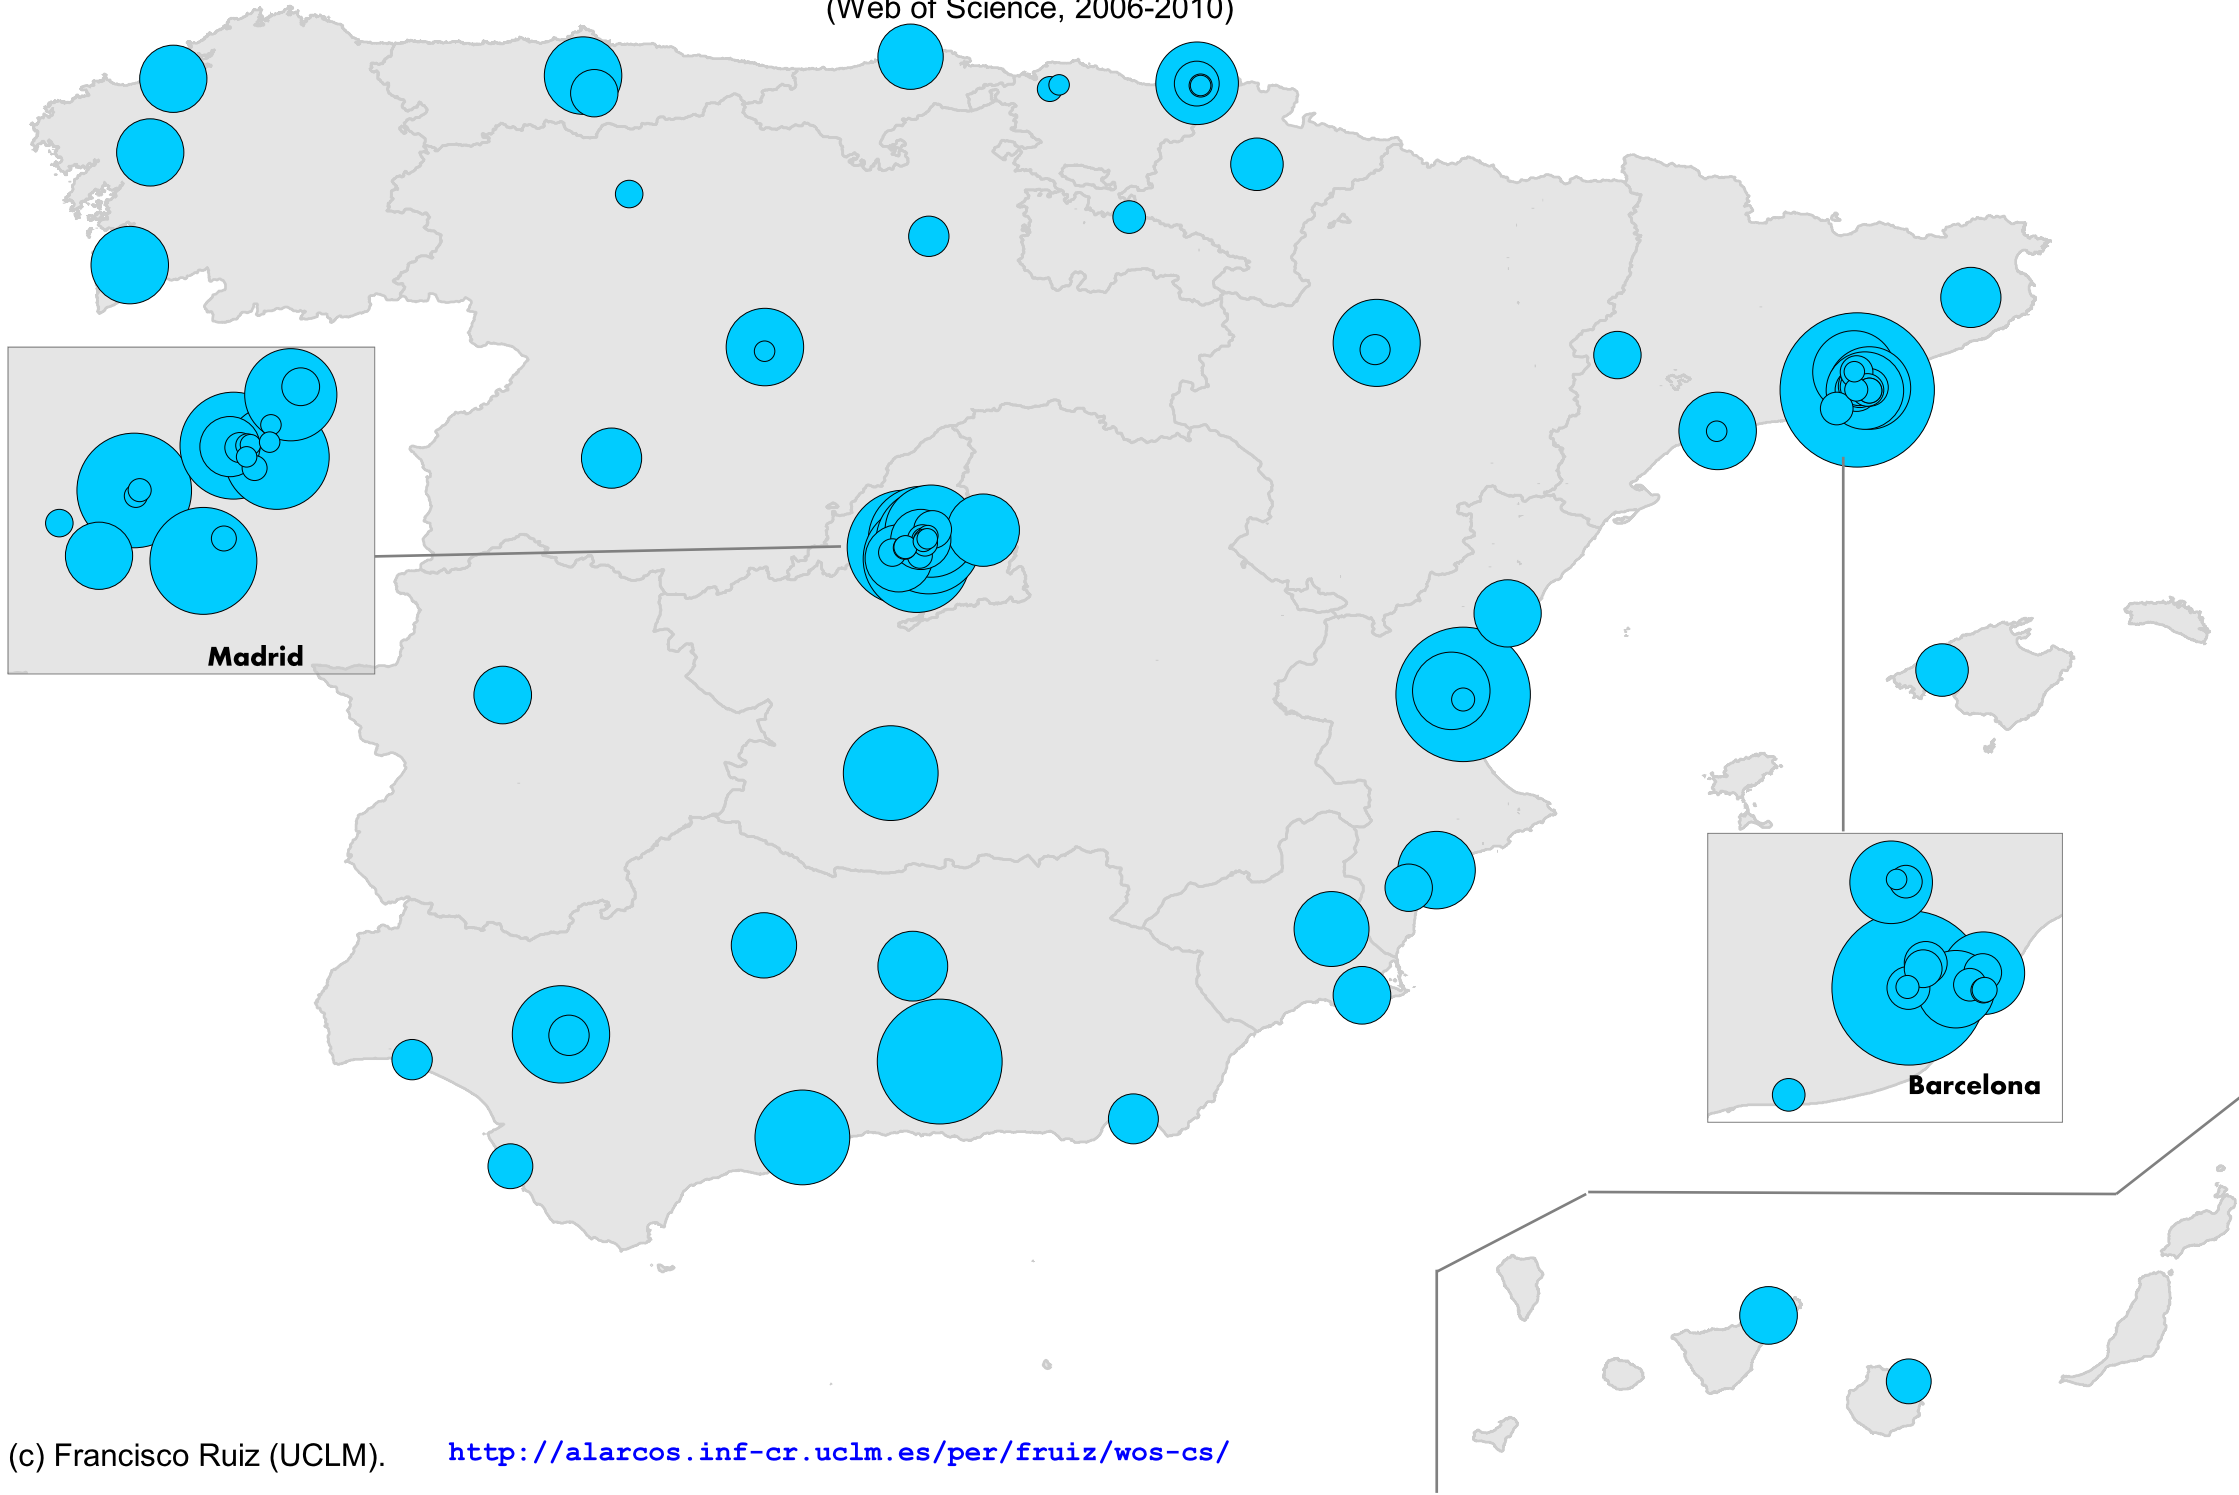 (Web of Science, 2006-2010)
Madrid
Barcelona
(c) Francisco Ruiz (UCLM). http://alarcos.inf-cr.uclm.es/per/fruiz/wos-cs/